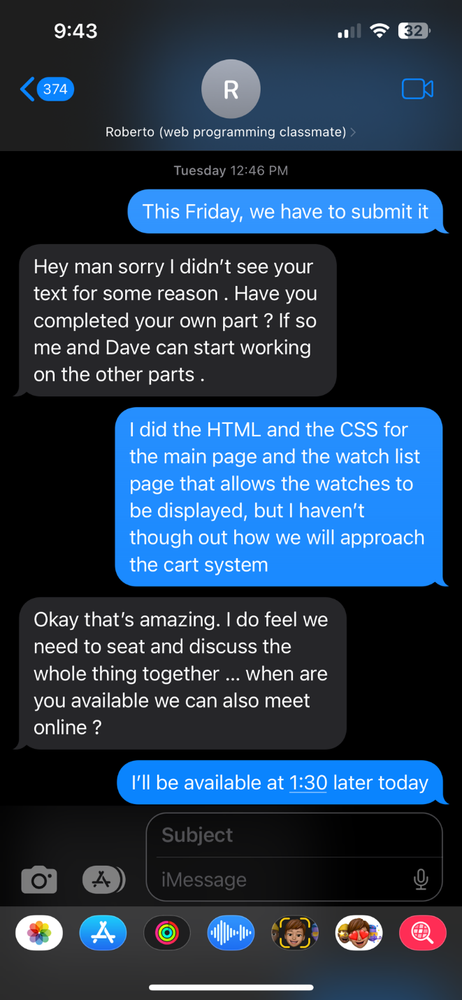 9:43
32
374
R
Roberto (web programming classmate)
Tuesday 12:46 PM
This Friday, we have to submit it
Hey man sorry I didn’t see your
text for some reason . Have you
completed your own part ? If so
me and Dave can start working
on the other parts .
I did the HTML and the CSS for
the main page and the watch list
page that allows the watches to
be displayed, but I haven’t
though out how we will approach
the cart system
Okay that’s amazing. I do feel we
need to seat and discuss the
whole thing together ... when are
you available we can also meet
online ?
I’ll be available at 1:30 later today
Subject
iMessage